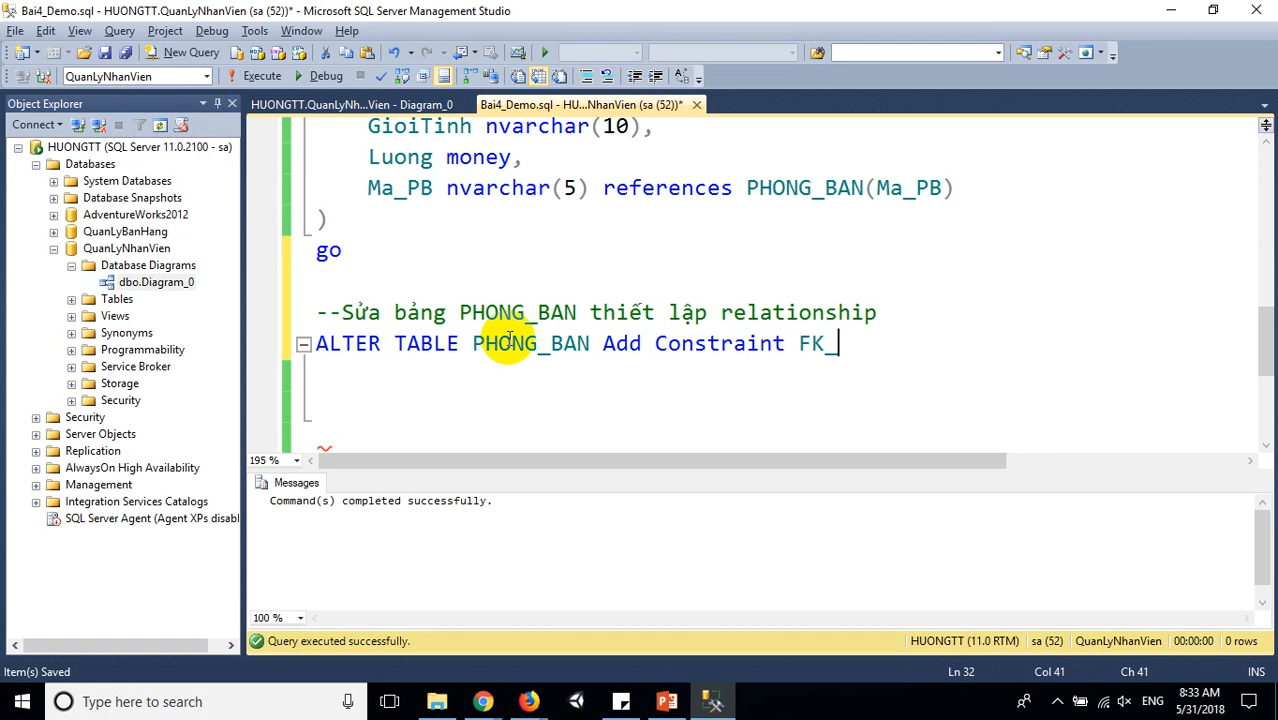 Bai4_Demo.sql - HUONGTT.QuanLyNhanVien (sa (52))* - Microsoft SQL Server Management Studio
File Edit View Query Project Debug Tools Window Help
New Query
QuanLyNhanVien Execute Debug
Object Explorer
HUONGTT.QuanLyNh...Vien - Diagram_0 Bai4_Demo.sql - HU...NhanVien (sa (52))*
Connect
HUONGTT (SQL Server 11.0.2100 - sa)
Databases
System Databases
Database Snapshots
AdventureWorks2012
QuanLyBanHang
QuanLyNhanVien
Database Diagrams
dbo.Diagram_0
Tables
Views
Synonyms
Programmability
Service Broker
Storage
Security
Security
Server Objects
Replication
AlwaysOn High Availability
Management
Integration Services Catalogs
SQL Server Agent (Agent XPs disabl
GioiTinh nvarchar(10),
Luong money,
Ma_PB nvarchar(5) references PHONG_BAN(Ma_PB)
)
go
--Sửa bảng PHONG_BAN thiết lập relationship
ALTER TABLE PHONG_BAN Add Constraint FK_
195 %
Messages
Command(s) completed successfully.
100 %
Query executed successfully. HUONGTT (11.0 RTM) sa (52) QuanLyNhanVien 00:00:00 0 rows
Item(s) Saved Ln 32 Col 41 Ch 41 INS
Type here to search
ENG
8:33 AM
5/31/2018